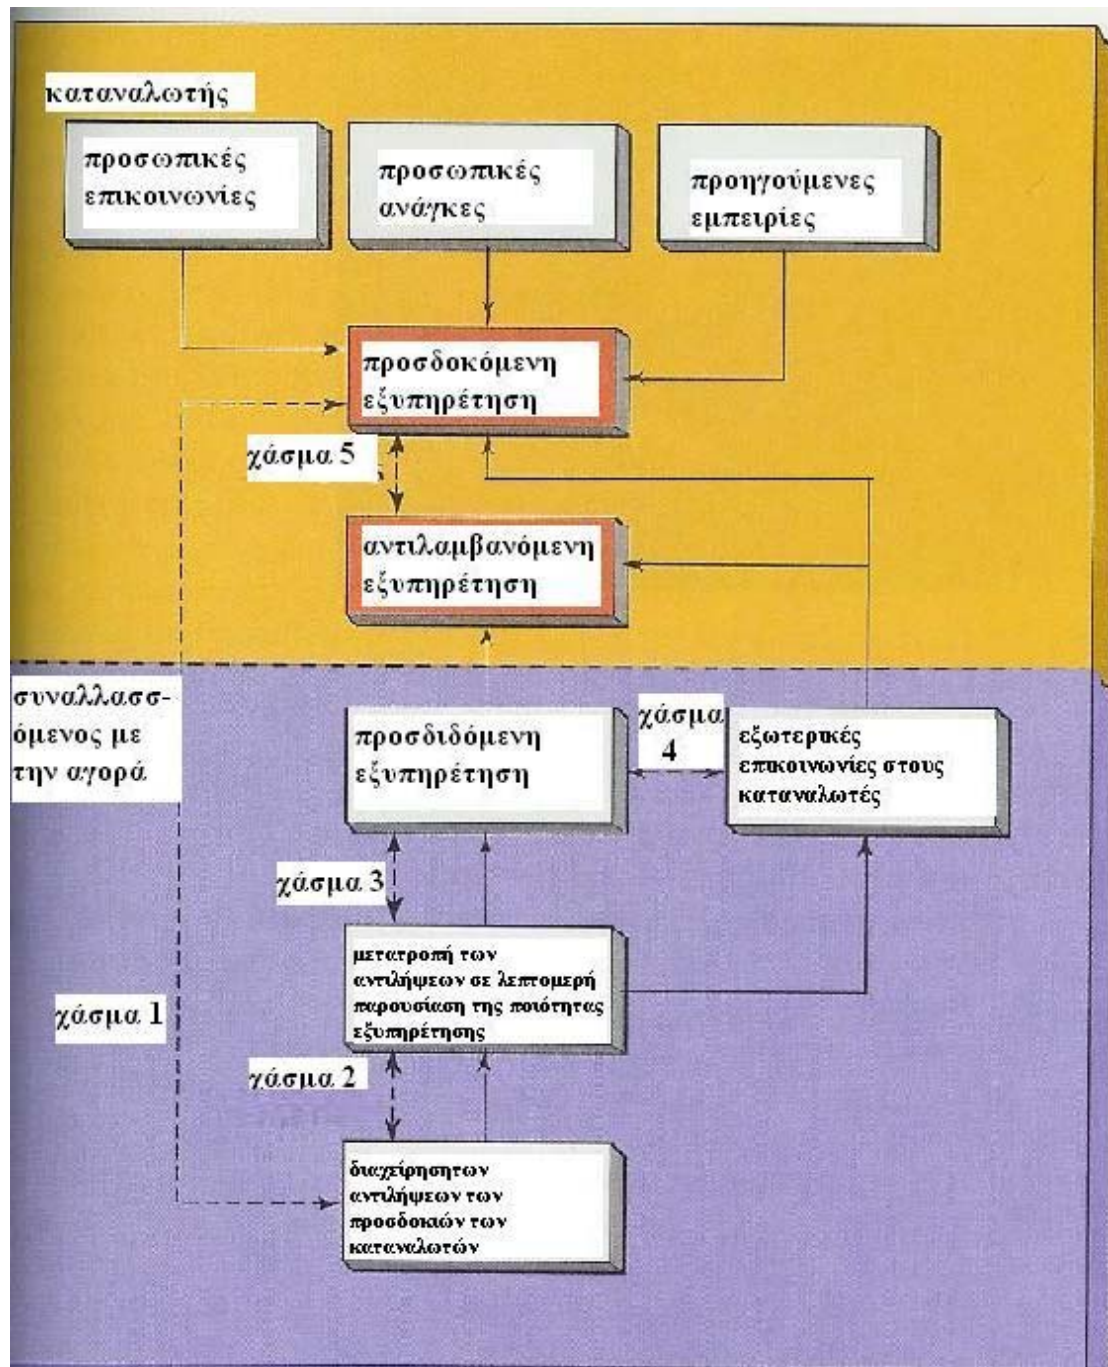 καταναλωτής
προσωπικές
επικοινωνίες
προσωπικές
ανάγκες
προηγούμενες
εμπειρίες
προσδοκόμενη
εξυπηρέτηση
χάσμα 5
αντιλαμβανόμενη
εξυπηρέτηση
συναλλασσ-
όμενος με
την αγορά
προσδιδόμενη
εξυπηρέτηση
χάσμα
4
εξωτερικές
επικοινωνίες στους
καταναλωτές
χάσμα 3
μετατροπή των
αντιλήψεων σε λεπτομερή
παρουσίαση της ποιότητας
εξυπηρέτησης
χάσμα 1
χάσμα 2
διαχείρησητων
αντιλήψεων των
προσδοκιών των
καταναλωτών